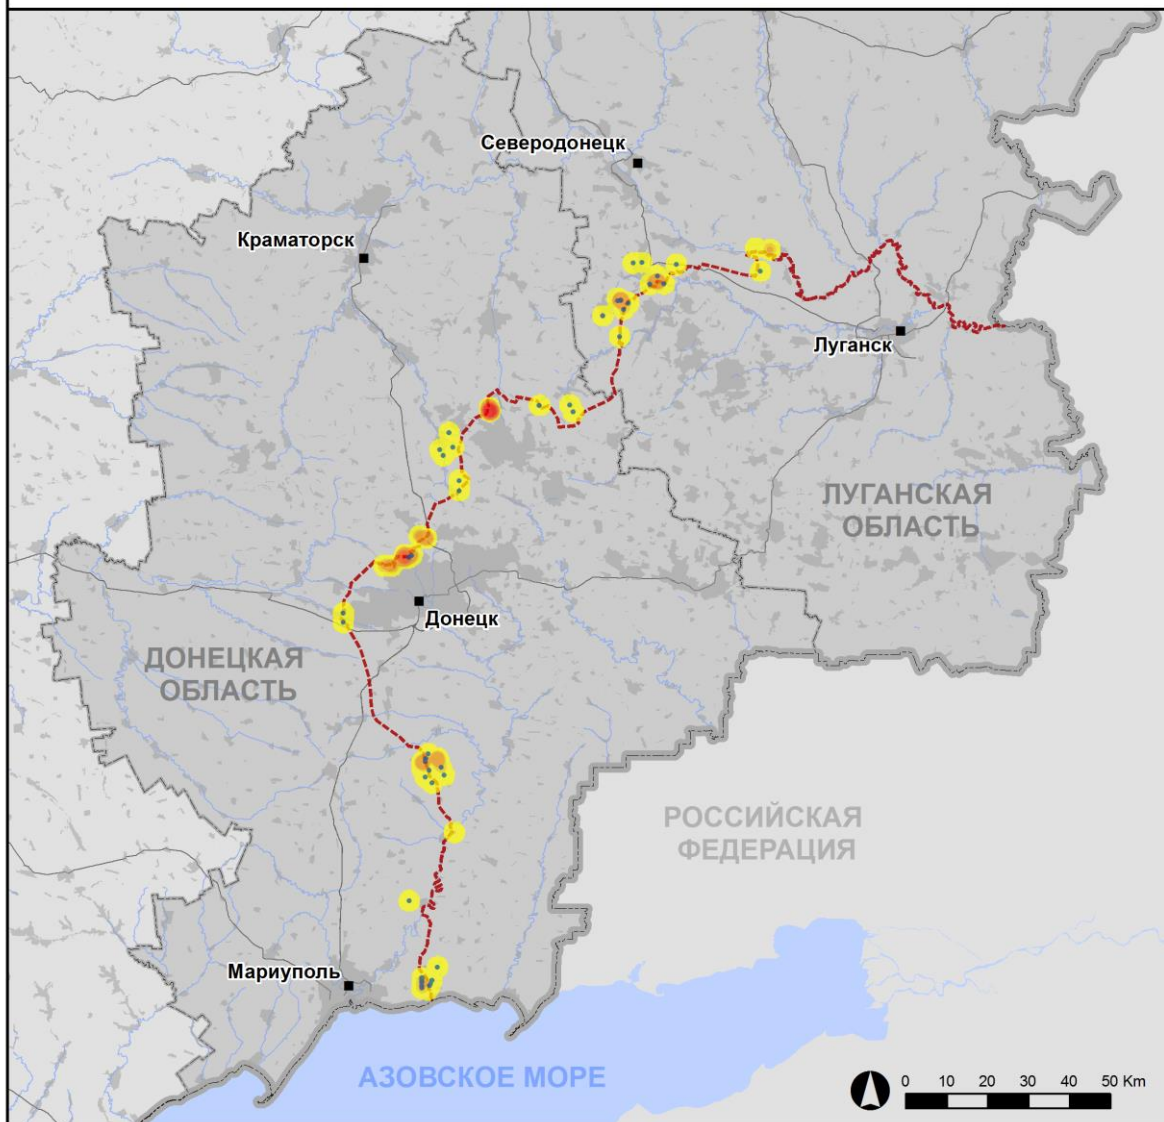 Северодонецк
Краматорск
Луганск
ЛУГАНСКАЯ
ОБЛАСТЬ
Донецк
ДОНЕЦКАЯ
ОБЛАСТЬ
РОССИЙСКАЯ
ФЕДЕРАЦИЯ
Мариуполь
АЗОВСКОЕ МОРЕ
0 10 20 30 40 50 Km